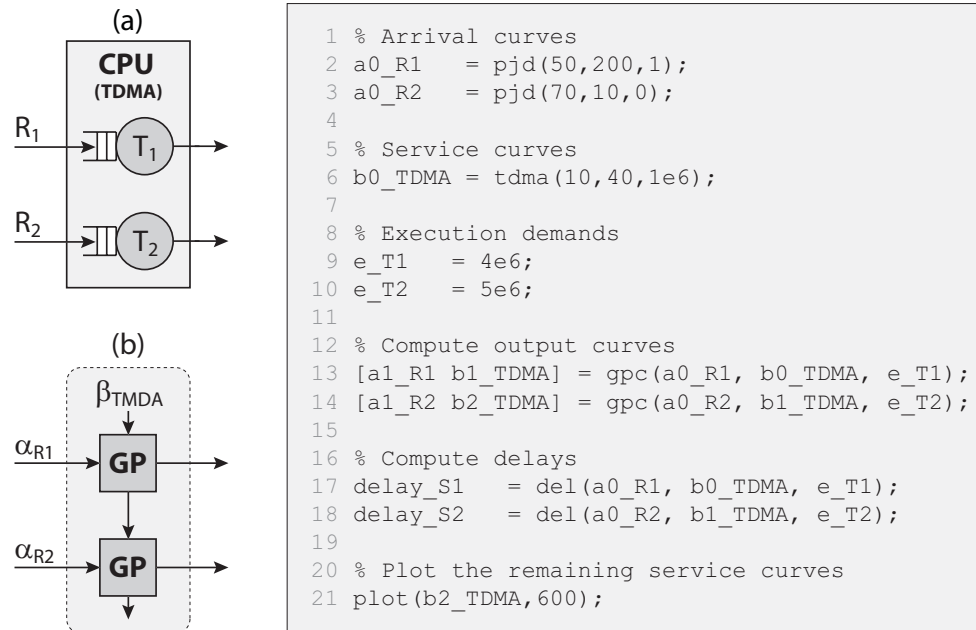 (a)
CPU
(TDMA)
R1
T1
R2
T2
(b)
βTMDA
αR1
GP
αR2
GP
1 % Arrival curves
2 a0_R1   = pjd(50,200,1);
3 a0_R2   = pjd(70,10,0);
4
5 % Service curves
6 b0_TDMA = tdma(10,40,1e6);
7
8 % Execution demands
9 e_T1    = 4e6;
10 e_T2    = 5e6;
11
12 % Compute output curves
13 [a1_R1 b1_TDMA] = gpc(a0_R1, b0_TDMA, e_T1);
14 [a1_R2 b2_TDMA] = gpc(a0_R2, b1_TDMA, e_T2);
15
16 % Compute delays
17 delay_S1   = del(a0_R1, b0_TDMA, e_T1);
18 delay_S2   = del(a0_R2, b1_TDMA, e_T2);
19
20 % Plot the remaining service curves
21 plot(b2_TDMA,600);